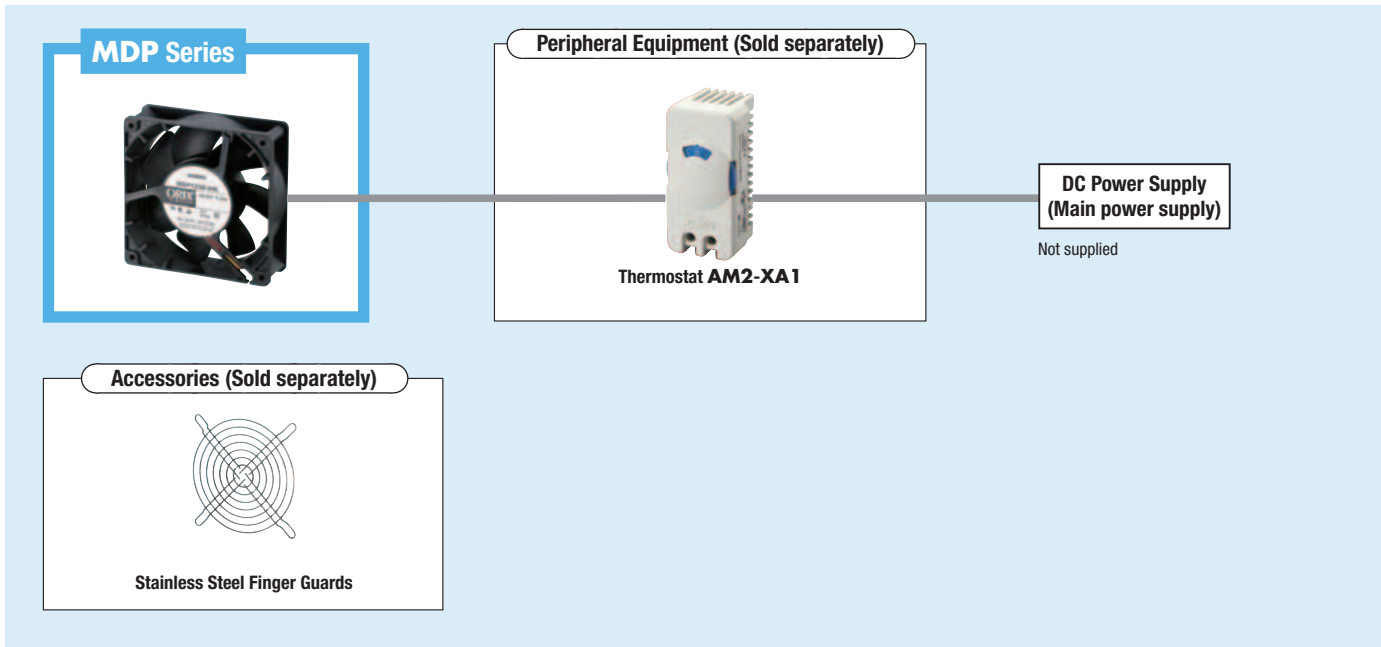 MDP Series
Peripheral Equipment (Sold separately)
ORIX
Thermostat AM2-XA1
DC Power Supply
(Main power supply)
Not supplied
Accessories (Sold separately)
Stainless Steel Finger Guards